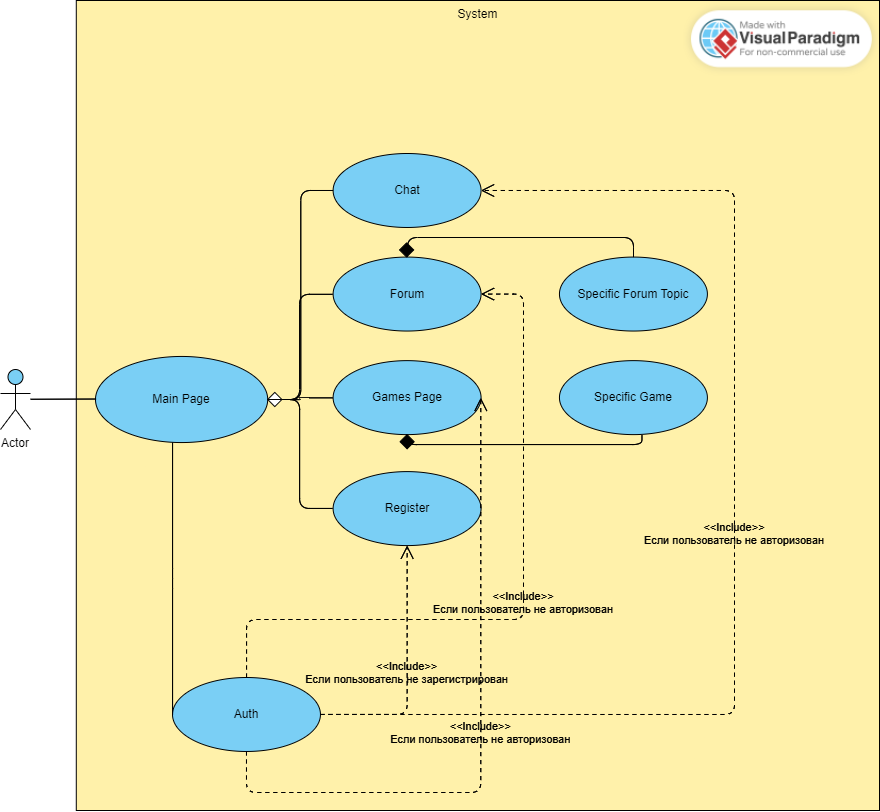 System
Made with
VisualParadigm
For non-commercial use
Chat
Forum
Specific Forum Topic
Main Page
Games Page
Specific Game
Actor
Register
<<Include>>
Если пользователь не авторизован
<<Include>>
Если пользователь не авторизован
<<Include>>
Если пользователь не зарегистрирован
Auth
<<Include>>
Если пользователь не авторизован